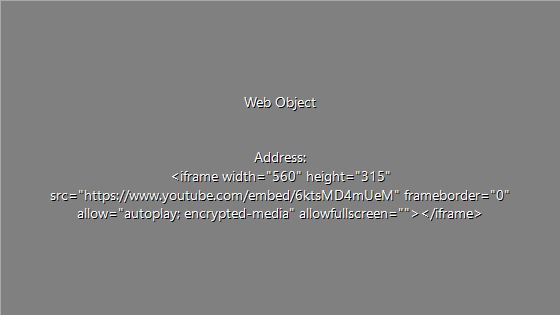 Web Object
Address:
<iframe width="560" height="315"
src="https://www.youtube.com/embed/6ktsMD4mUeM" frameborder="0"
allow="autoplay; encrypted-media" allowfullscreen=""></iframe>